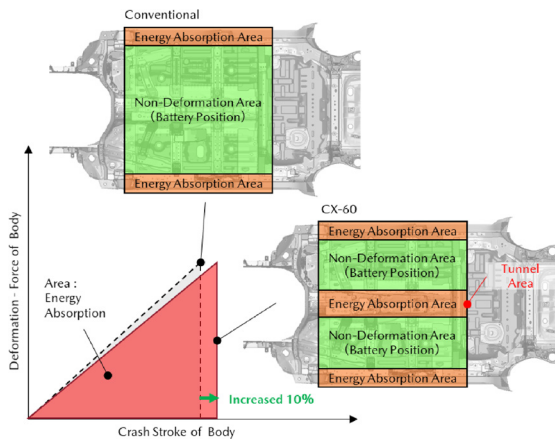 Conventional
Energy Absorption Area
Non-Deformation Area
(Battery Position)
Energy Absorption Area
CX-60
Energy Absorption Area
Non-Deformation Area
(Battery Position)
Tunnel
Area
Energy Absorption Area
Non-Deformation Area
(Battery Position)
Energy Absorption Area
Deformation - Force of Body
Area :
Energy
Absorption
Increased 10%
Crash Stroke of Body